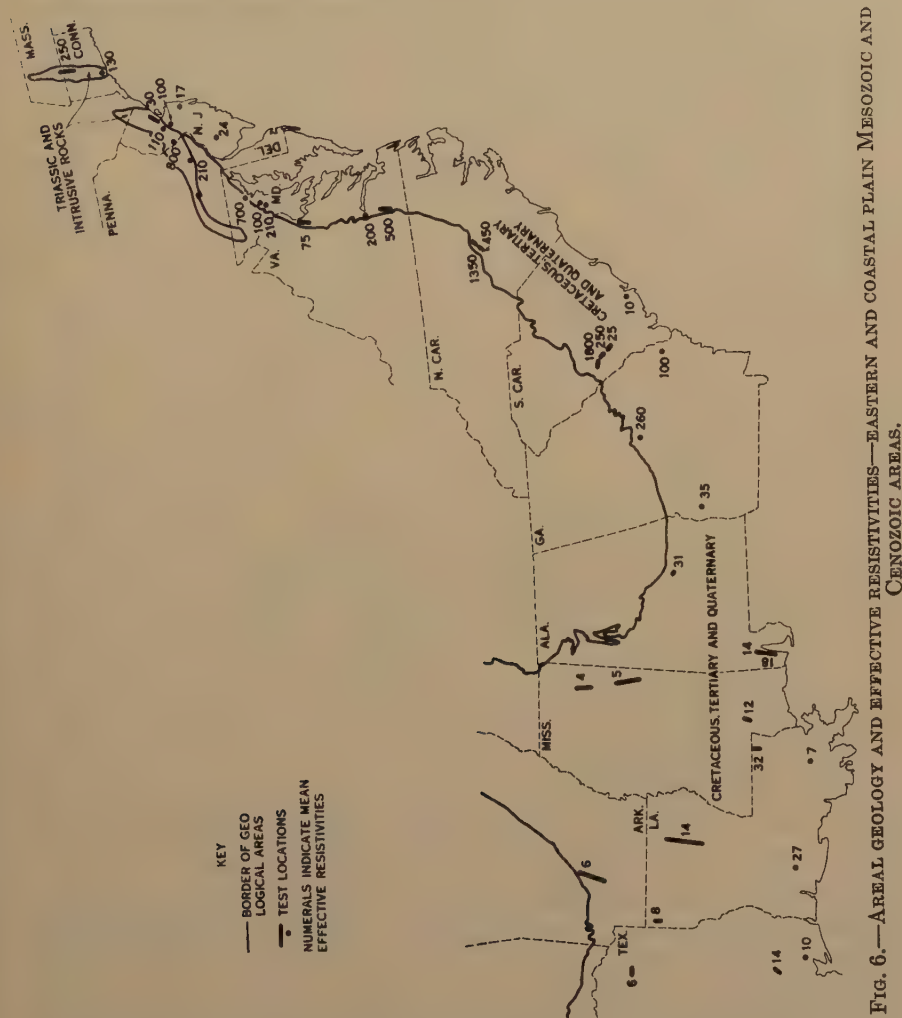 MASS.
250
CONN.
130
TRIASSIC AND
INTRUSIVE ROCKS
PENNA.
30
100
110
17
N. J
800
24
210
DEL.
700
MD.
100
210
VA.
75
200
500
N. CAR.
450
1350
CRETACEOUS, TERTIARY
AND QUATERNARY
S. CAR.
10
1800
250
25
100
260
GA.
35
31
ALA.
CRETACEOUS, TERTIARY AND QUATERNARY
4
5
14
MISS.
12
32
7
ARK.
LA.
14
6
27
8
TEX.
6
14
10
KEY
BORDER OF GEO
LOGICAL AREAS
TEST LOCATIONS
NUMERALS INDICATE MEAN
EFFECTIVE RESISTIVITIES
FIG. 6.—AREAL GEOLOGY AND EFFECTIVE RESISTIVITIES—EASTERN AND COASTAL PLAIN MESOZOIC AND
CENOZOIC AREAS.